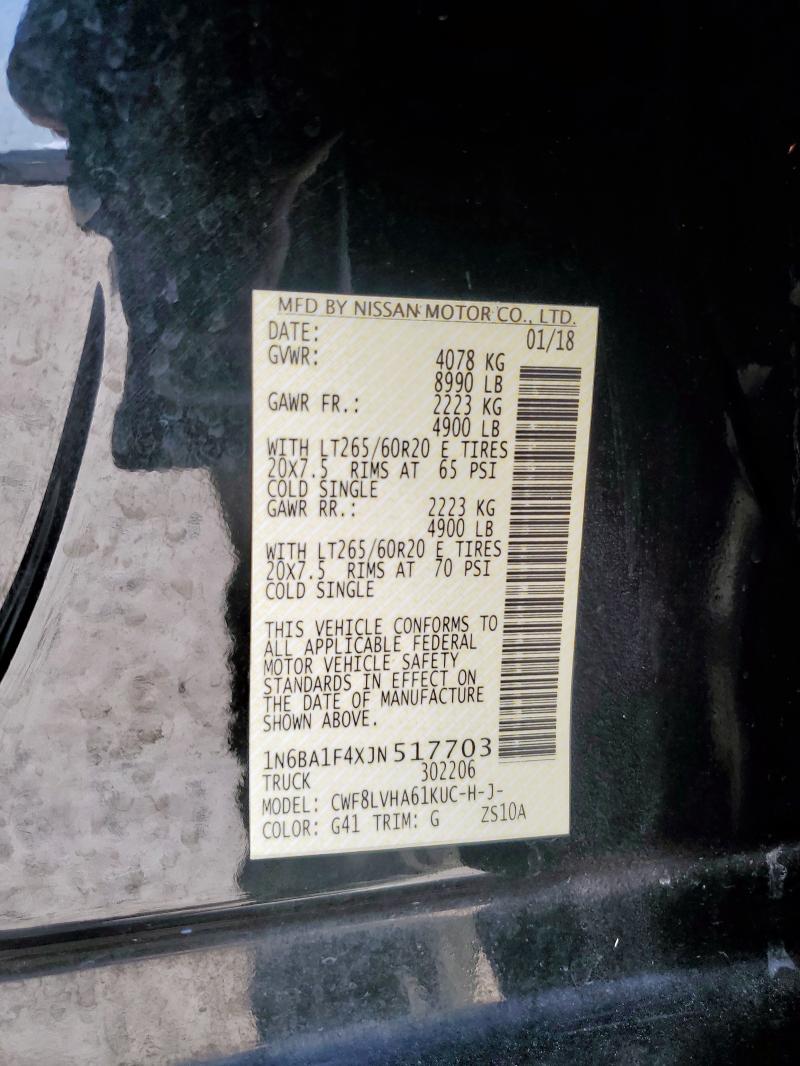 MFD BY NISSAN MOTOR CO., LTD.
DATE: 01/18
GVWR: 4078 KG
8990 LB
GAWR FR.: 2223 KG
4900 LB
WITH LT265/60R20 E TIRES
20X7.5 RIMS AT 65 PSI
COLD SINGLE
GAWR RR.: 2223 KG
4900 LB
WITH LT265/60R20 E TIRES
20X7.5 RIMS AT 70 PSI
COLD SINGLE
THIS VEHICLE CONFORMS TO
ALL APPLICABLE FEDERAL
MOTOR VEHICLE SAFETY
STANDARDS IN EFFECT ON
THE DATE OF MANUFACTURE
SHOWN ABOVE.
1N6BA1F4XJN517703
TRUCK 302206
MODEL: CWF8LVHA61KUC-H-J-
COLOR: G41 TRIM: G ZS10A